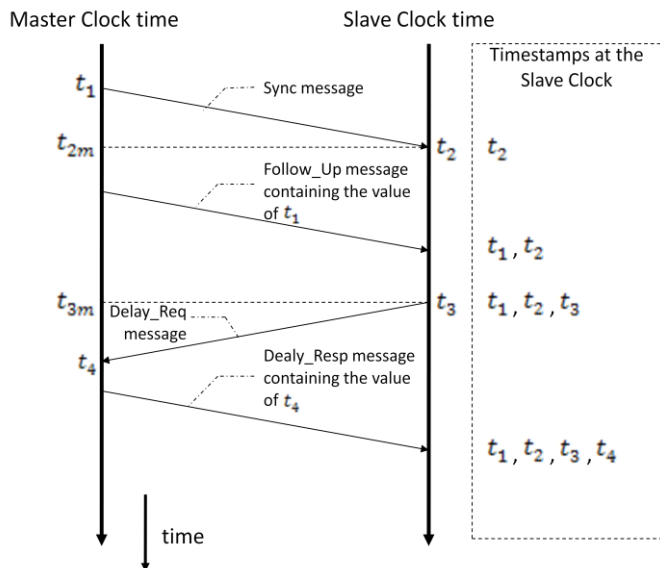 Master Clock time
Slave Clock time
Timestamps at the
Slave Clock
t1
Sync message
t2m
t2
t2
Follow_Up message
containing the value
of t1
t1 , t2
t3m
t3
t1 , t2 , t3
Delay_Req
message
t4
Dealy_Resp message
containing the value
of t4
t1 , t2 , t3 , t4
time